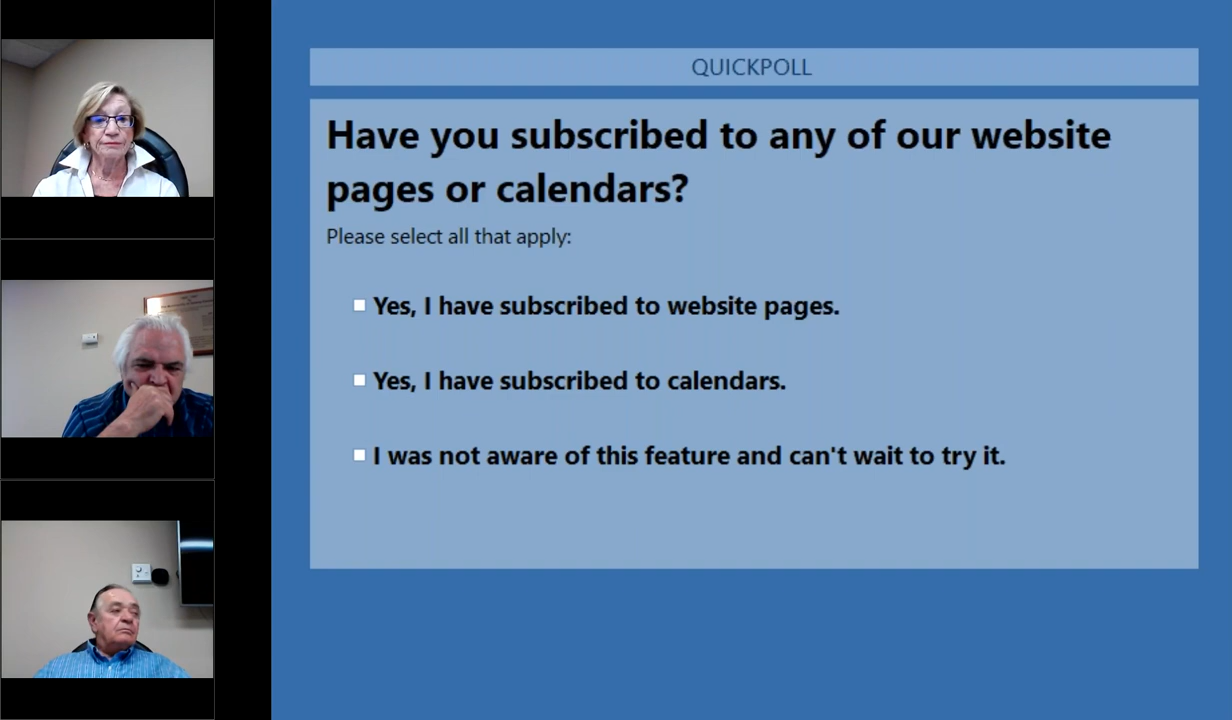 QUICKPOLL
Have you subscribed to any of our website
pages or calendars?
Please select all that apply:
Yes, I have subscribed to website pages.
Yes, I have subscribed to calendars.
I was not aware of this feature and can't wait to try it.